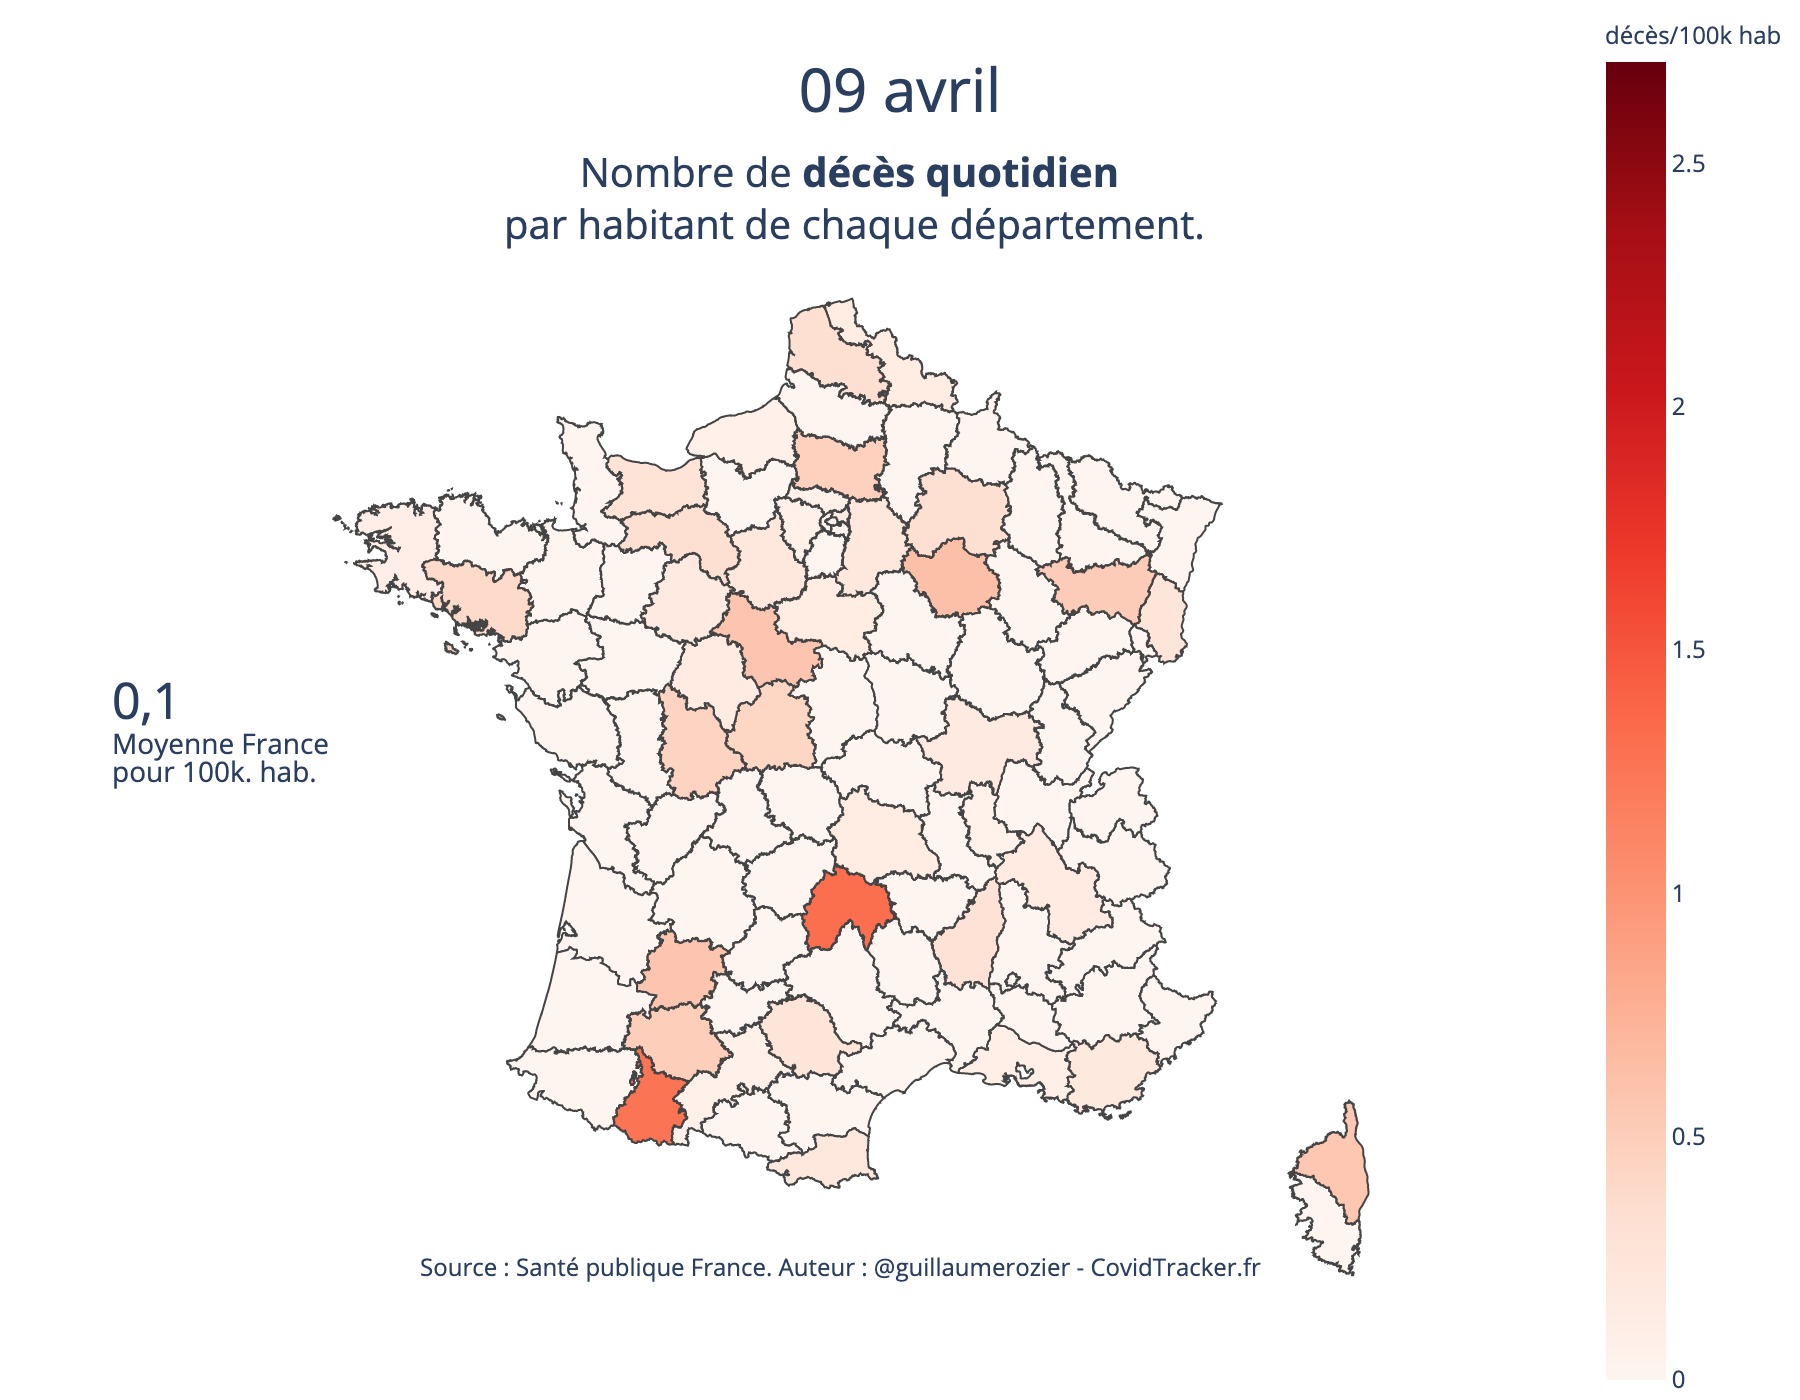 décès/100k hab
09 avril
Nombre de décès quotidien
par habitant de chaque département.
2.5
2
1.5
1
0.5
0
0,1
Moyenne France
pour 100k. hab.
Source : Santé publique France. Auteur : @guillaumerozier - CovidTracker.fr